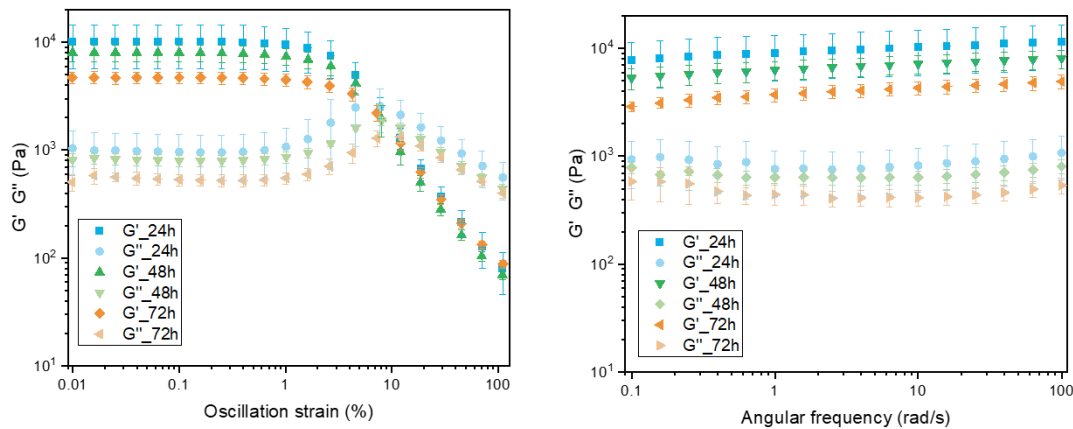 G' G'' (Pa)
10⁴
10³
10²
10¹
G'_24h
G''_24h
G'_48h
G''_48h
G'_72h
G''_72h
0.01 0.1 1 10 100
Oscillation strain (%)
G' G'' (Pa)
10⁴
10³
10²
10¹
G'_24h
G''_24h
G'_48h
G''_48h
G'_72h
G''_72h
0.1 1 10 100
Angular frequency (rad/s)